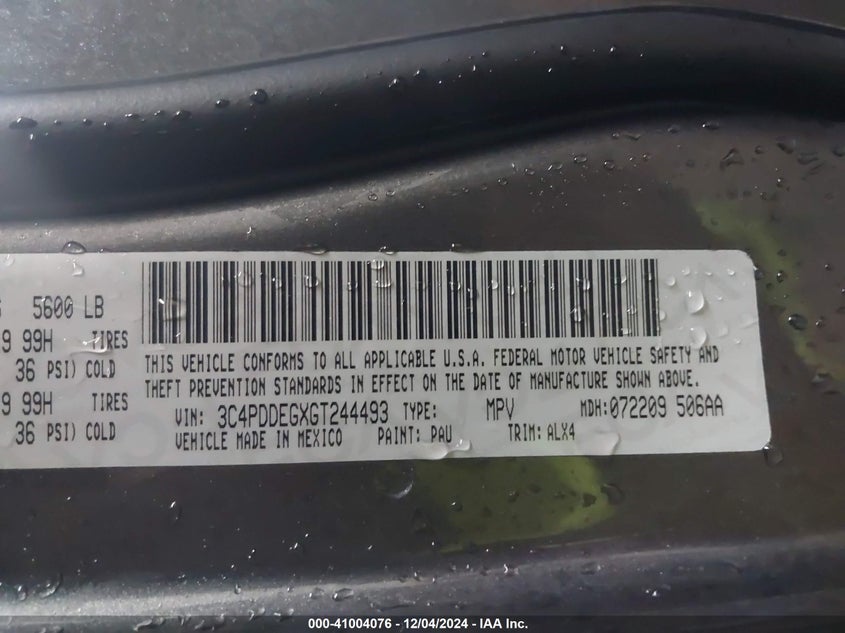 5600 LB
9 99H TIRES
36 PSI) COLD
9 99H TIRES
36 PSI) COLD
THIS VEHICLE CONFORMS TO ALL APPLICABLE U.S.A. FEDERAL MOTOR VEHICLE SAFETY AND
THEFT PREVENTION STANDARDS IN EFFECT ON THE DATE OF MANUFACTURE SHOWN ABOVE.
VIN: 3C4PDDEGXGT244493 TYPE: MPV MDH:072209 506AA
VEHICLE MADE IN MEXICO PAINT: PAU TRIM: ALX4
000-41004076 - 12/04/2024 - IAA Inc.